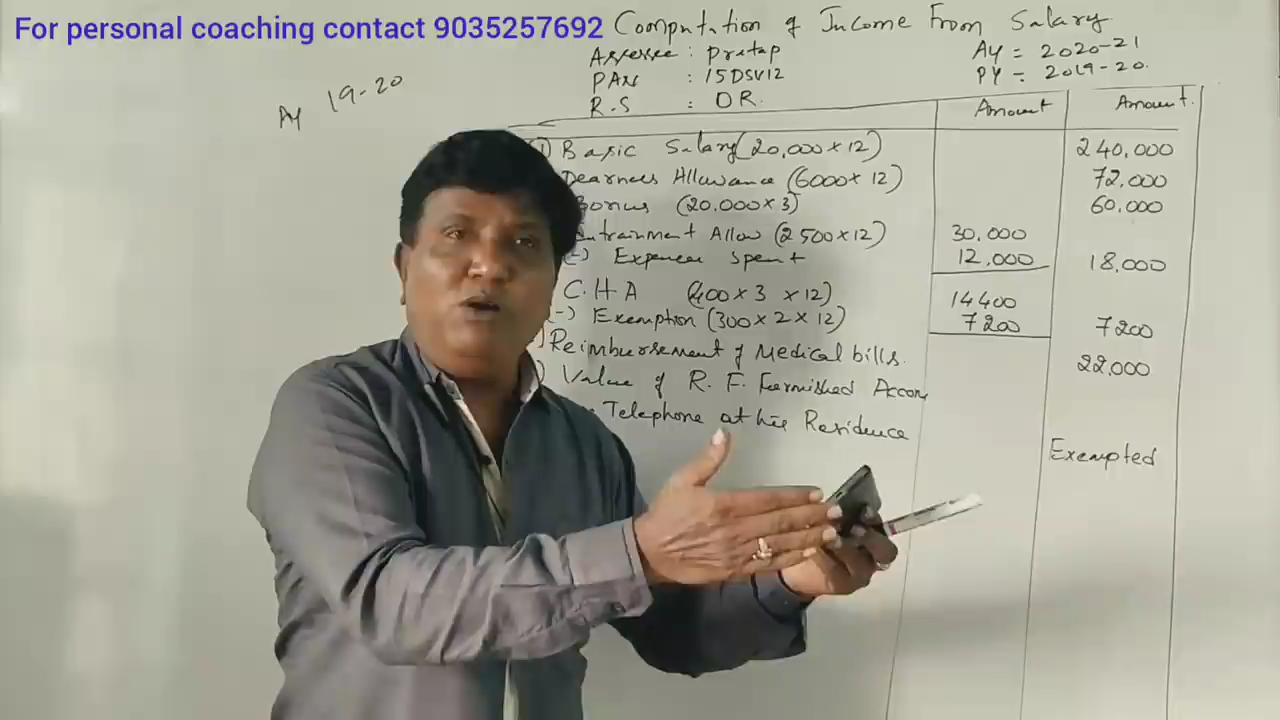 For personal coaching contact 9035257692
Computation of Income From Salary
Assessee : Pratap
AY = 2020-21
PAN : 15DSV12
PY = 2019-20.
R.S : OR.
AY 19-20
Amount
Amount.
1) Basic Salary (20,000 × 12)
240,000
Dearness Allowance (6000 × 12)
72,000
Bonus (20,000 × 3)
60,000
ntrainment Allow (2500 × 12)
30,000
(-) Expences Spent
12,000
18,000
C.H.A (400 × 3 × 12)
14400
(-) Exemption (300 × 2 × 12)
7200
7200
) Reimbursement of Medical bills.
22,000
) Value of R. F. Furnished Accom
Telephone at his Residence
Exempted